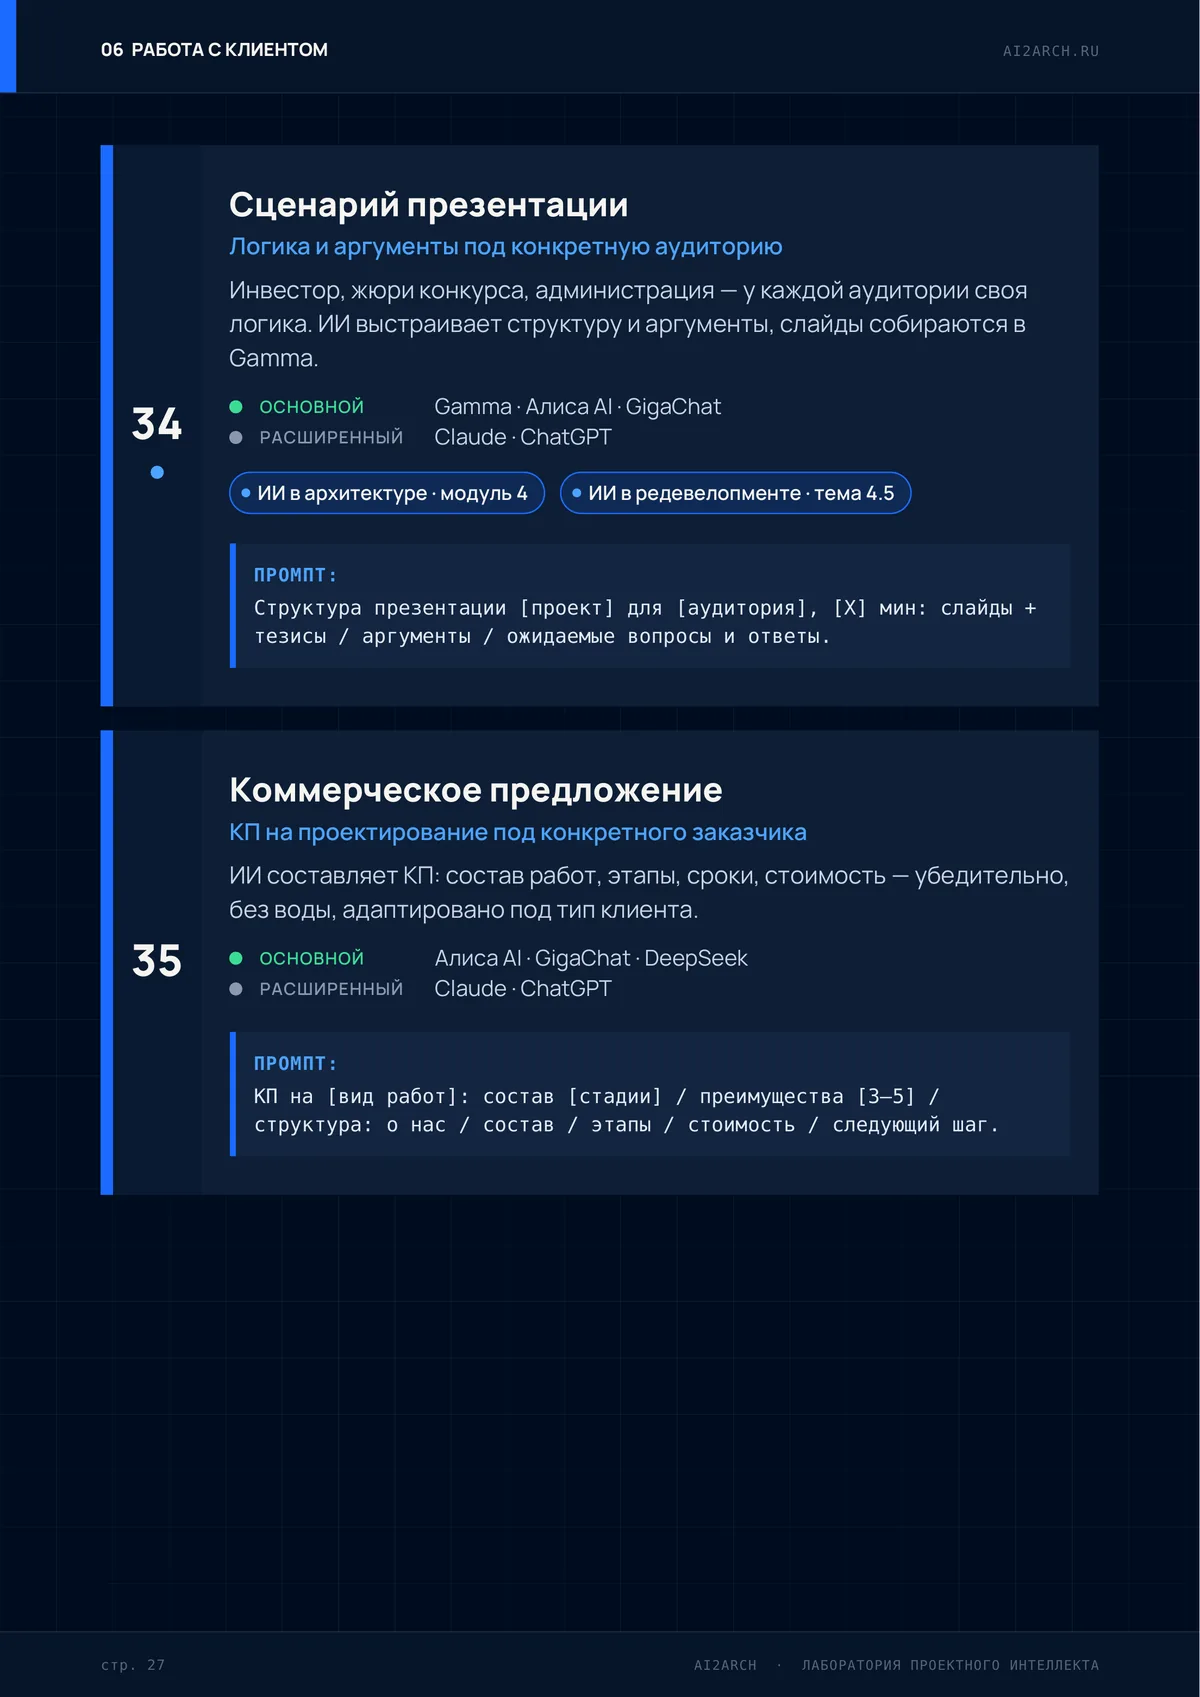 06 РАБОТА С КЛИЕНТОМ
AI2ARCH.RU
34
Сценарий презентации
Логика и аргументы под конкретную аудиторию
Инвестор, жюри конкурса, администрация — у каждой аудитории своя
логика. ИИ выстраивает структуру и аргументы, слайды собираются в
Gamma.
ОСНОВНОЙ Gamma · Алиса AI · GigaChat
РАСШИРЕННЫЙ Claude · ChatGPT
ИИ в архитектуре · модуль 4
ИИ в редевелопменте · тема 4.5
ПРОМПТ:
Структура презентации [проект] для [аудитория], [X] мин: слайды +
тезисы / аргументы / ожидаемые вопросы и ответы.
35
Коммерческое предложение
КП на проектирование под конкретного заказчика
ИИ составляет КП: состав работ, этапы, сроки, стоимость — убедительно,
без воды, адаптировано под тип клиента.
ОСНОВНОЙ Алиса AI · GigaChat · DeepSeek
РАСШИРЕННЫЙ Claude · ChatGPT
ПРОМПТ:
КП на [вид работ]: состав [стадии] / преимущества [3–5] /
структура: о нас / состав / этапы / стоимость / следующий шаг.
стр. 27
AI2ARCH · ЛАБОРАТОРИЯ ПРОЕКТНОГО ИНТЕЛЛЕКТА